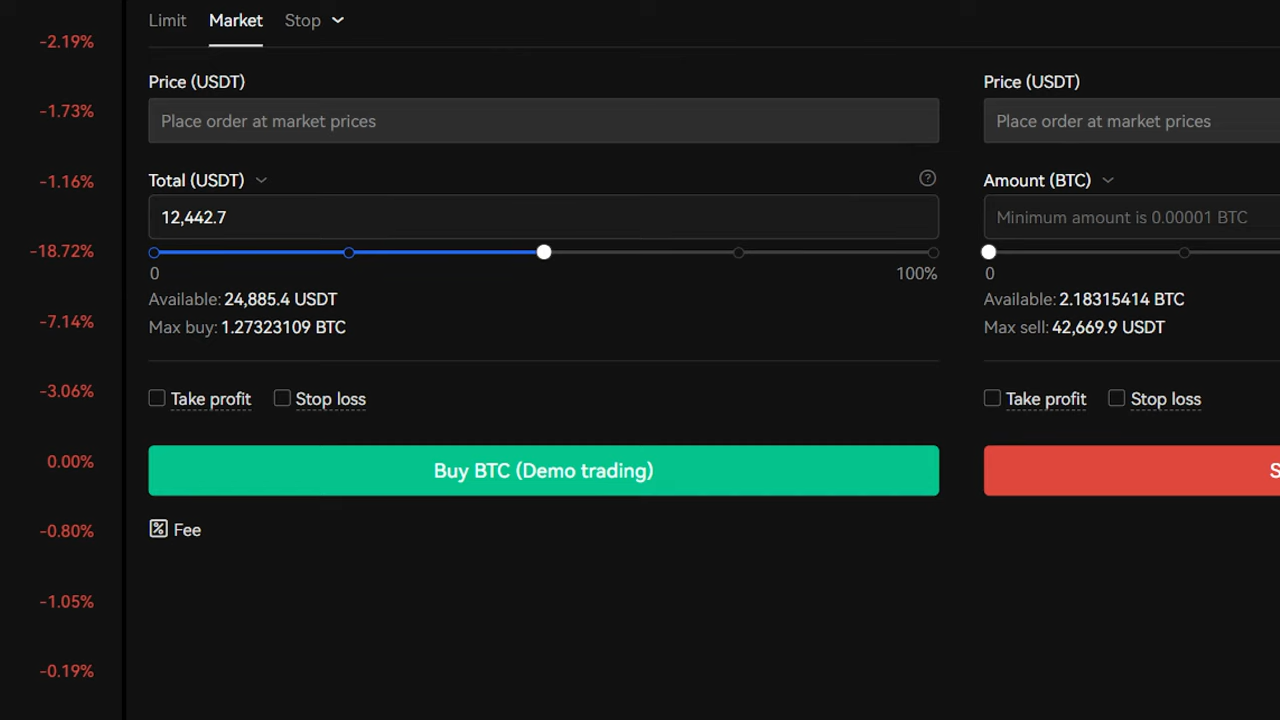 -2.19%
-1.73%
-1.16%
-18.72%
-7.14%
-3.06%
0.00%
-0.80%
-1.05%
-0.19%
Limit Market Stop
Price (USDT)
Place order at market prices
Total (USDT)
12,442.7
0 100%
Available: 24,885.4 USDT
Max buy: 1.27323109 BTC
Take profit Stop loss
Buy BTC (Demo trading)
Fee
Price (USDT)
Place order at market prices
Amount (BTC)
Minimum amount is 0.00001 BTC
0
Available: 2.18315414 BTC
Max sell: 42,669.9 USDT
Take profit Stop loss
S